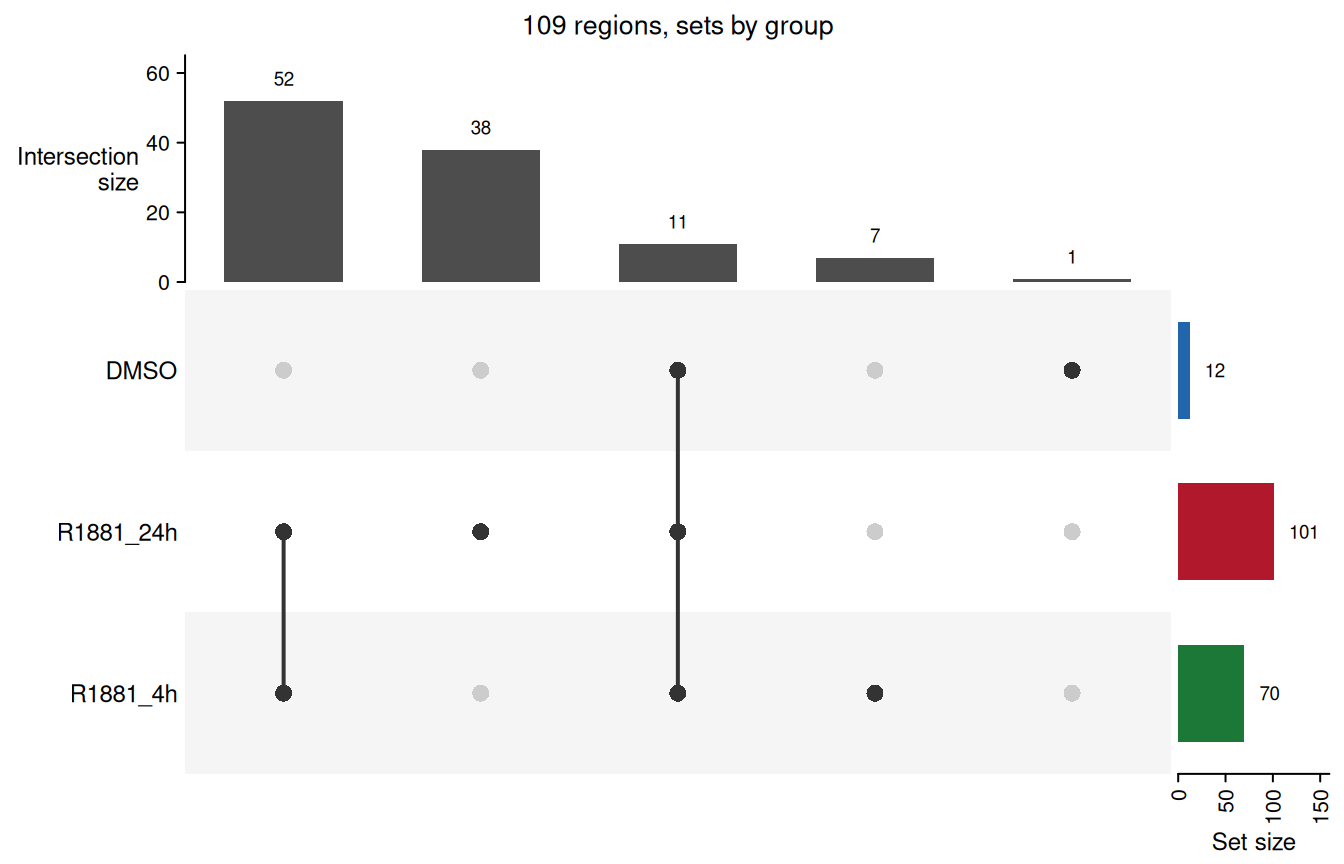 109 regions, sets by group
60
40
20
0
Intersection
size
52
38
11
7
1
DMSO
12
R1881_24h
101
R1881_4h
70
0
50
100
150
Set size